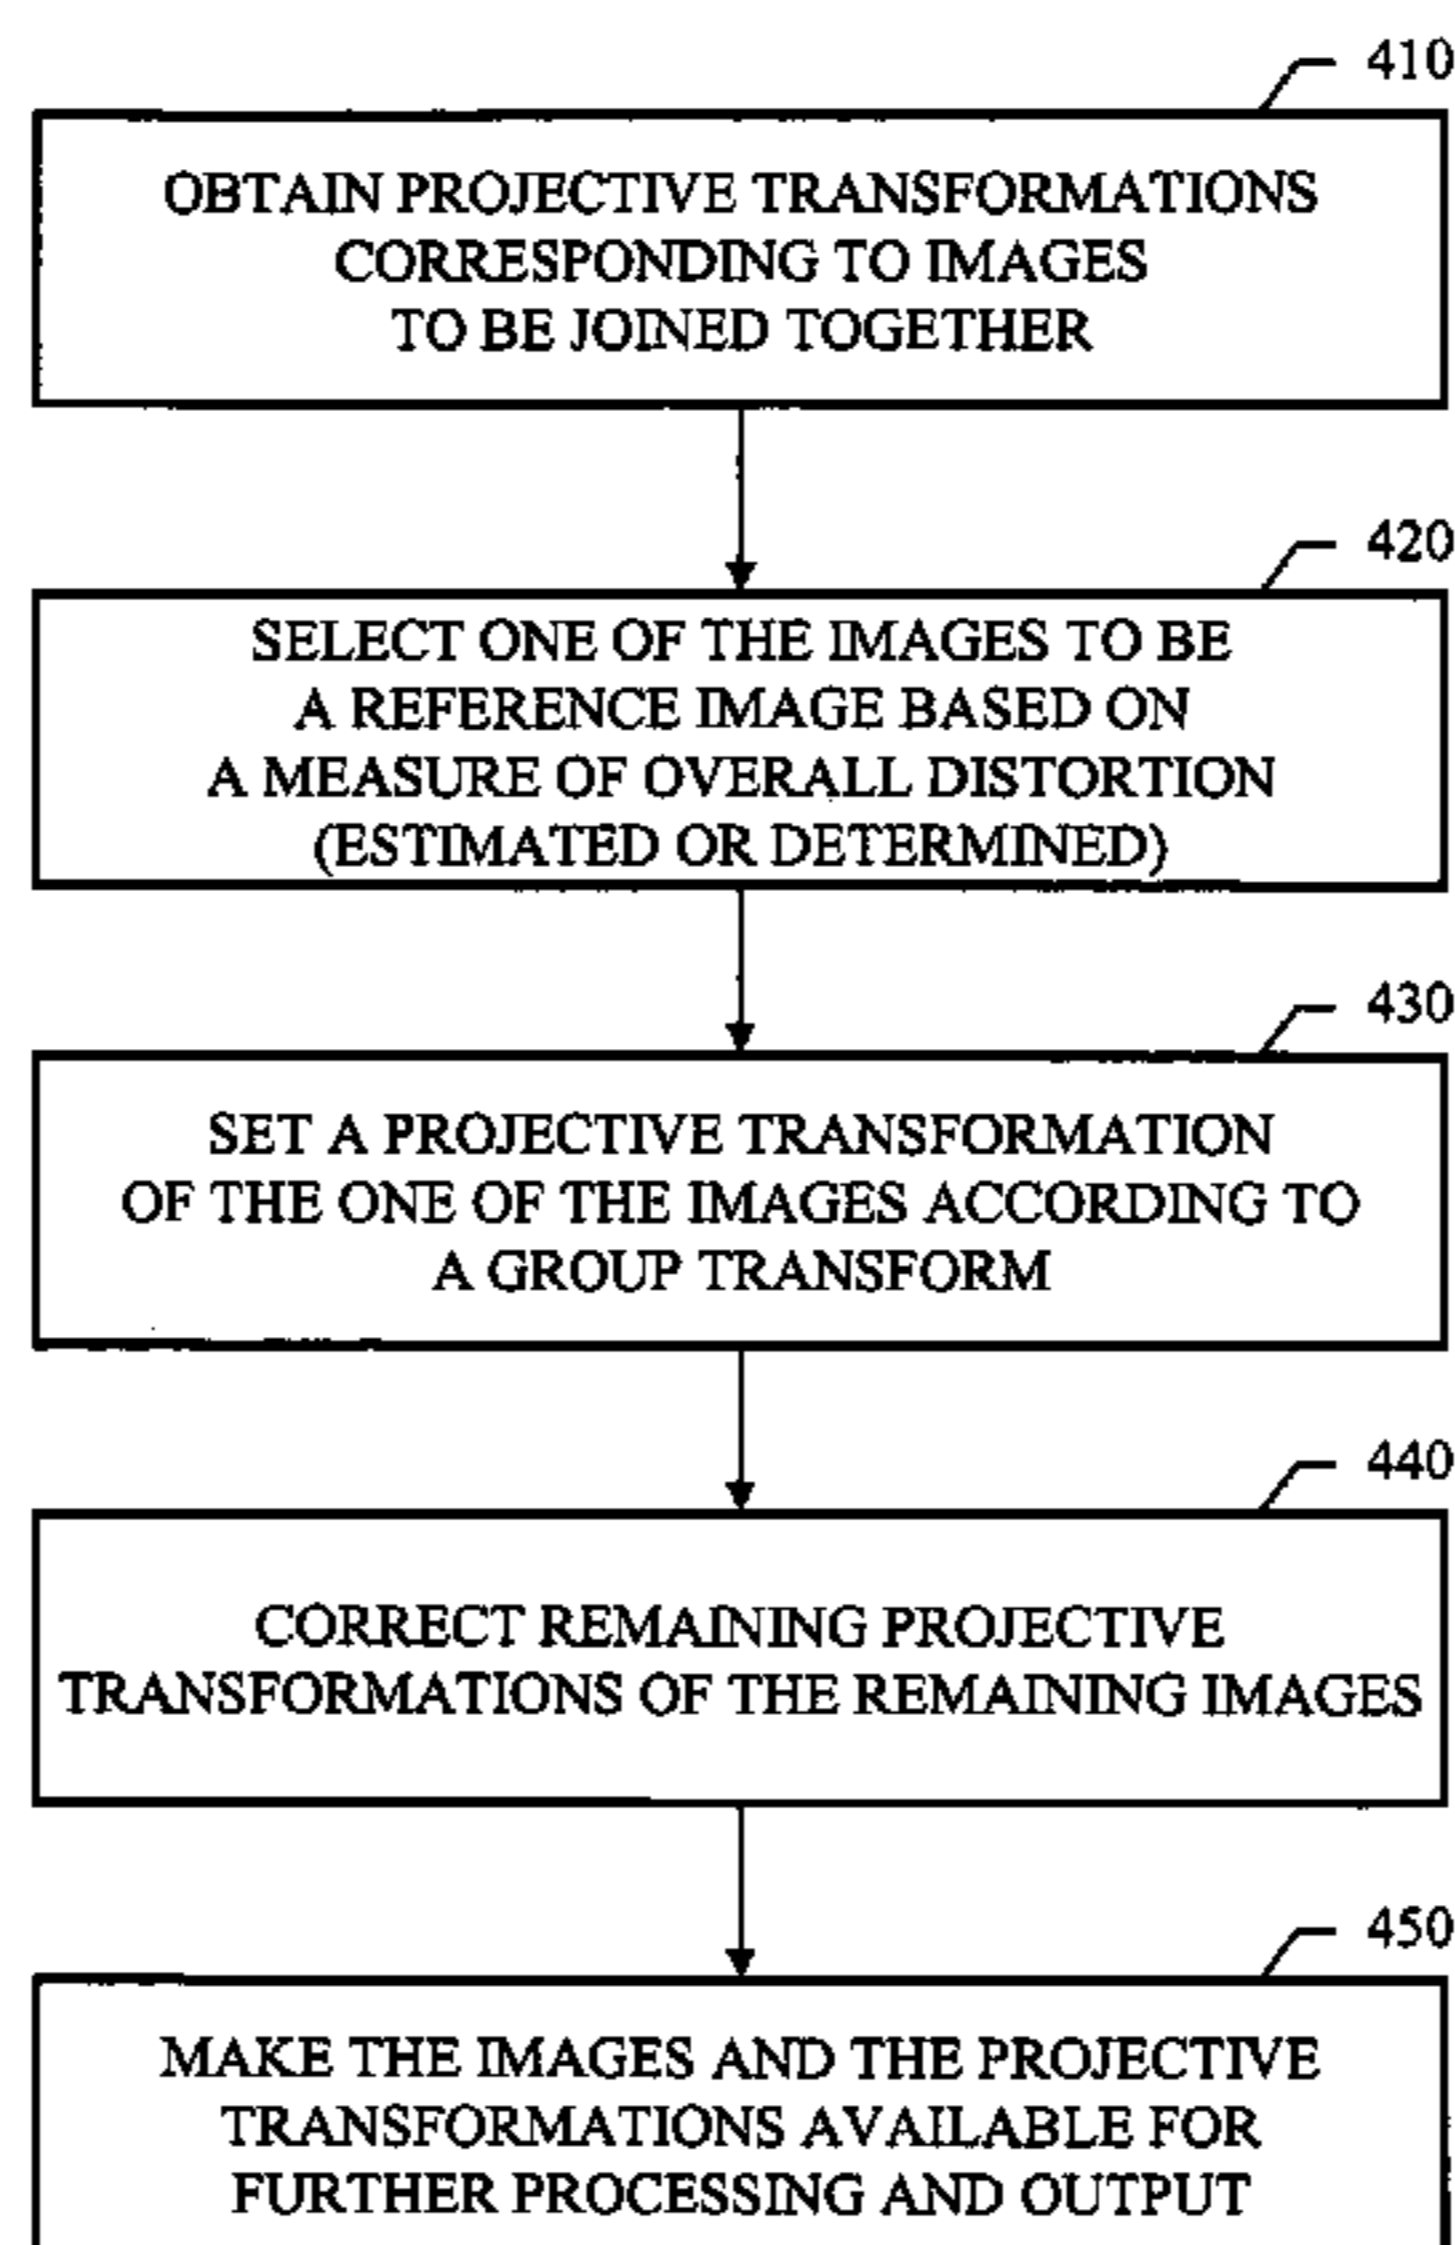 410
OBTAIN PROJECTIVE TRANSFORMATIONS
CORRESPONDING TO IMAGES
TO BE JOINED TOGETHER
420
SELECT ONE OF THE IMAGES TO BE
A REFERENCE IMAGE BASED ON
A MEASURE OF OVERALL DISTORTION
(ESTIMATED OR DETERMINED)
430
SET A PROJECTIVE TRANSFORMATION
OF THE ONE OF THE IMAGES ACCORDING TO
A GROUP TRANSFORM
440
CORRECT REMAINING PROJECTIVE
TRANSFORMATIONS OF THE REMAINING IMAGES
450
MAKE THE IMAGES AND THE PROJECTIVE
TRANSFORMATIONS AVAILABLE FOR
FURTHER PROCESSING AND OUTPUT